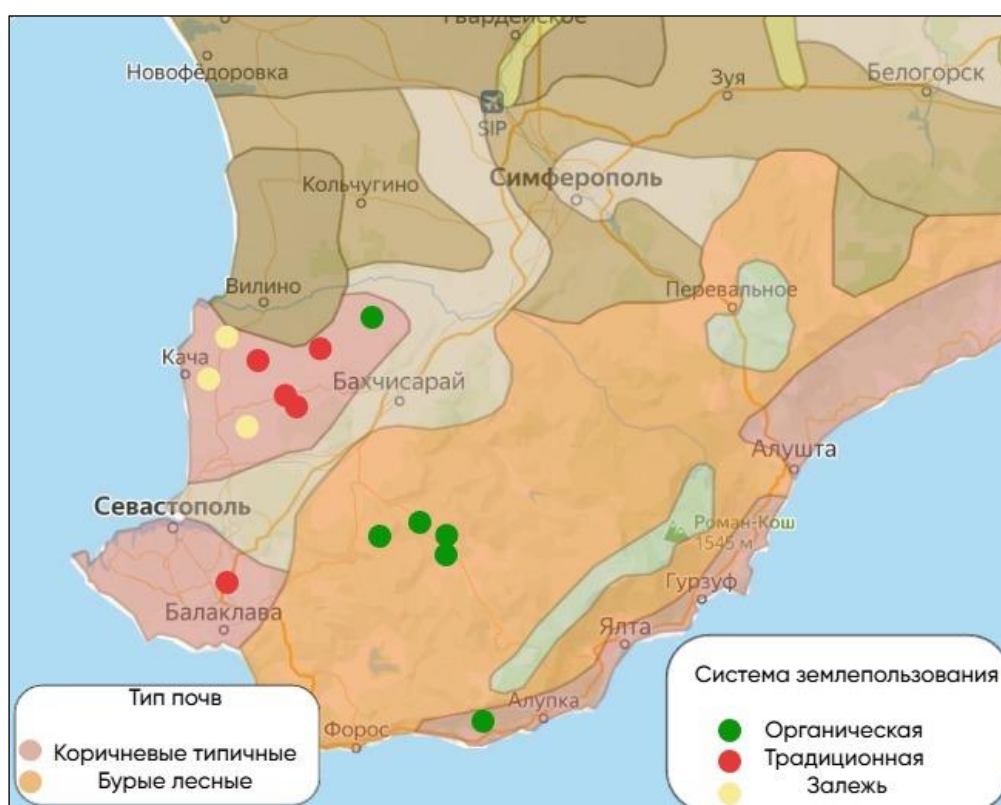 Гвардейское
Новофёдоровка
Зуя
Белогорск
SIP
Кольчугино
Симферополь
Вилино
Перевальное
Кача
Бахчисарай
Алушта
Севастополь
Роман-Кош
1545 м
Гурзуф
Балаклава
Ялта
Алупка
Форос
Тип почв
Коричневые типичные
Бурые лесные
Система землепользования
Органическая
Традиционная
Залежь